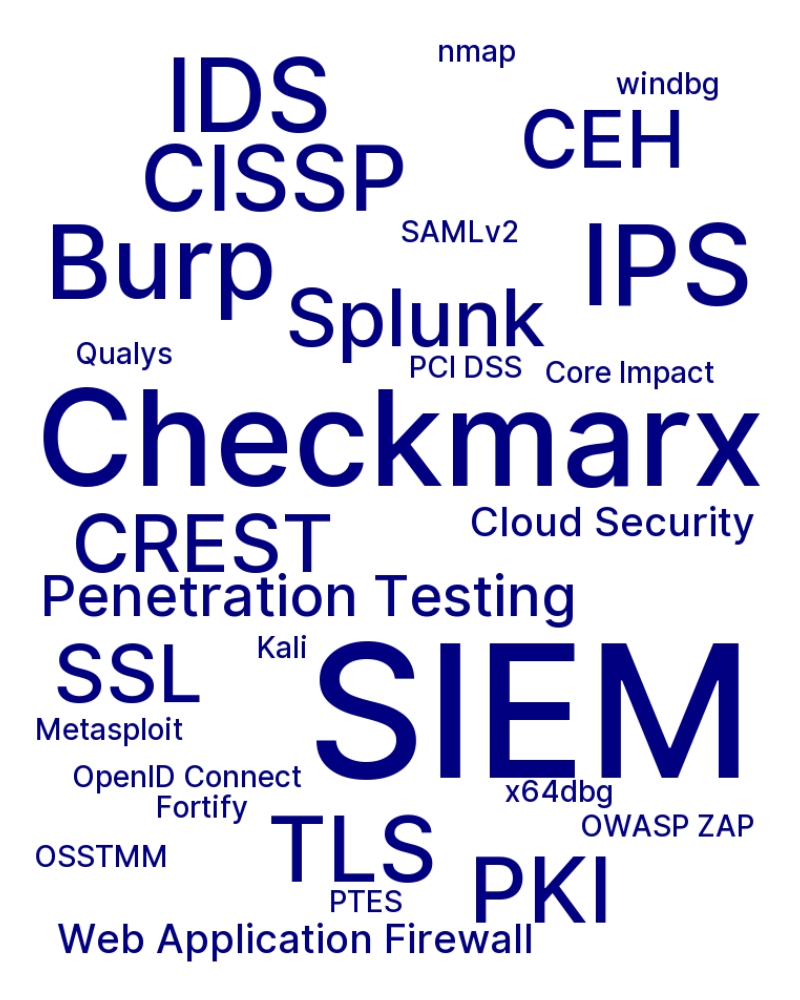 nmap
IDS
windbg
CEH
CISSP
SAMLv2
Burp
IPS
Splunk
Qualys
PCI DSS
Core Impact
Checkmarx
CREST
Cloud Security
Penetration Testing
Kali
SSL
SIEM
Metasploit
OpenID Connect
x64dbg
Fortify
OWASP ZAP
TLS
OSSTMM
PKI
PTES
Web Application Firewall